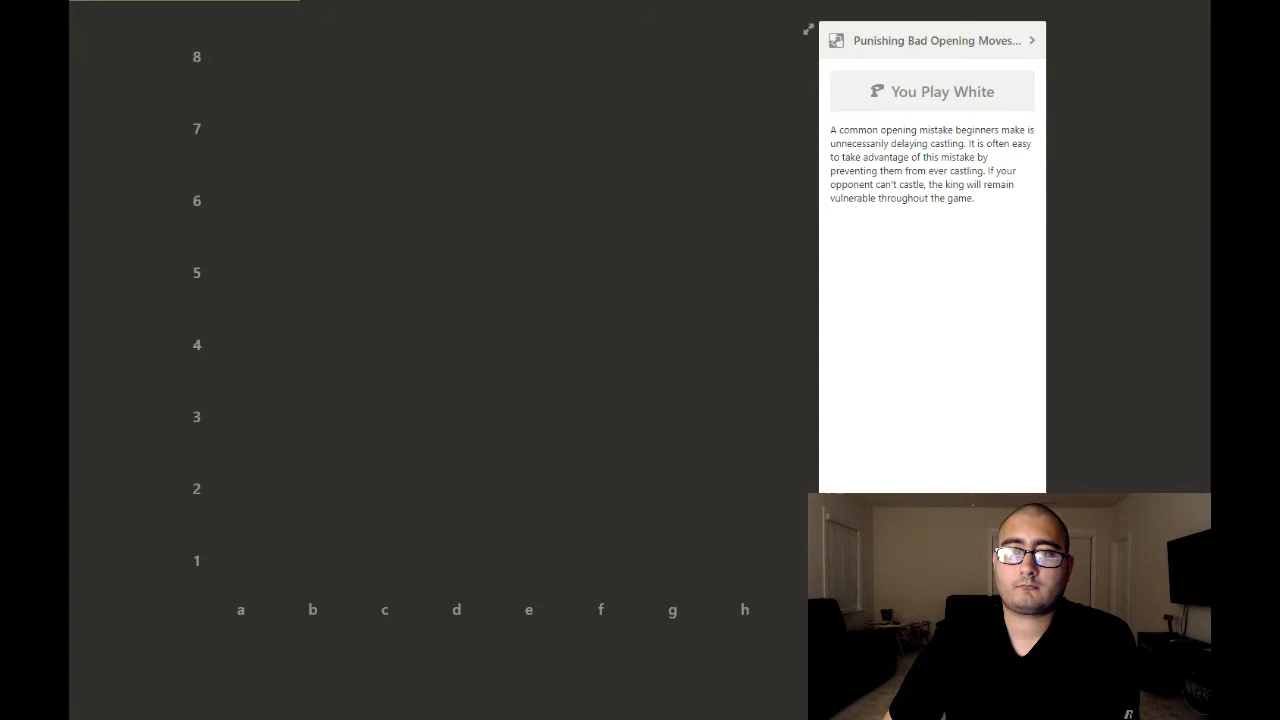 Punishing Bad Opening Moves...
You Play White
A common opening mistake beginners make is
unnecessarily delaying castling. It is often easy
to take advantage of this mistake by
preventing them from ever castling. If your
opponent can't castle, the king will remain
vulnerable throughout the game.
8
7
6
5
4
3
2
1
a b c d e f g h